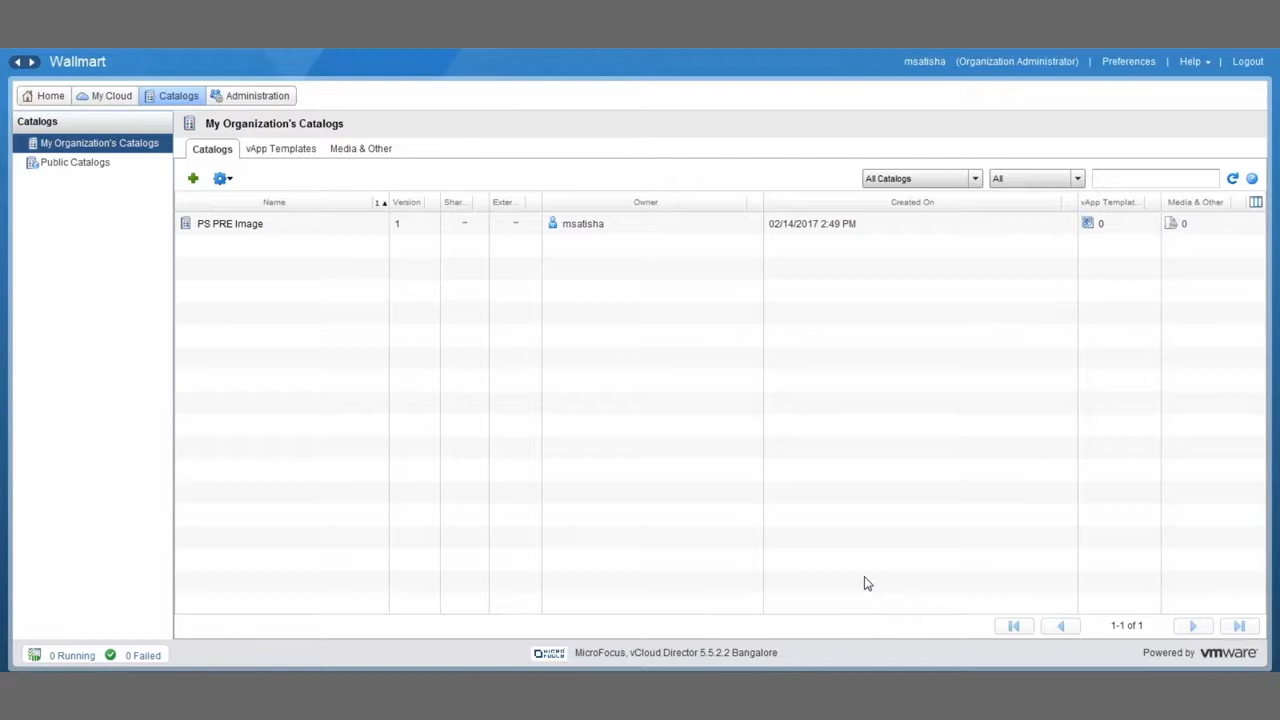 Wallmart
msatisha (Organization Administrator) | Preferences | Help | Logout
Home My Cloud Catalogs Administration
Catalogs
My Organization's Catalogs
Public Catalogs
My Organization's Catalogs
Catalogs vApp Templates Media & Other
All Catalogs All
Name 1 Version Shar... Exter... Owner Created On vApp Templat... Media & Other
PS PRE Image 1 - - msatisha 02/14/2017 2:49 PM 0 0
1-1 of 1
0 Running 0 Failed
MicroFocus, vCloud Director 5.5.2.2 Bangalore
Powered by vmware